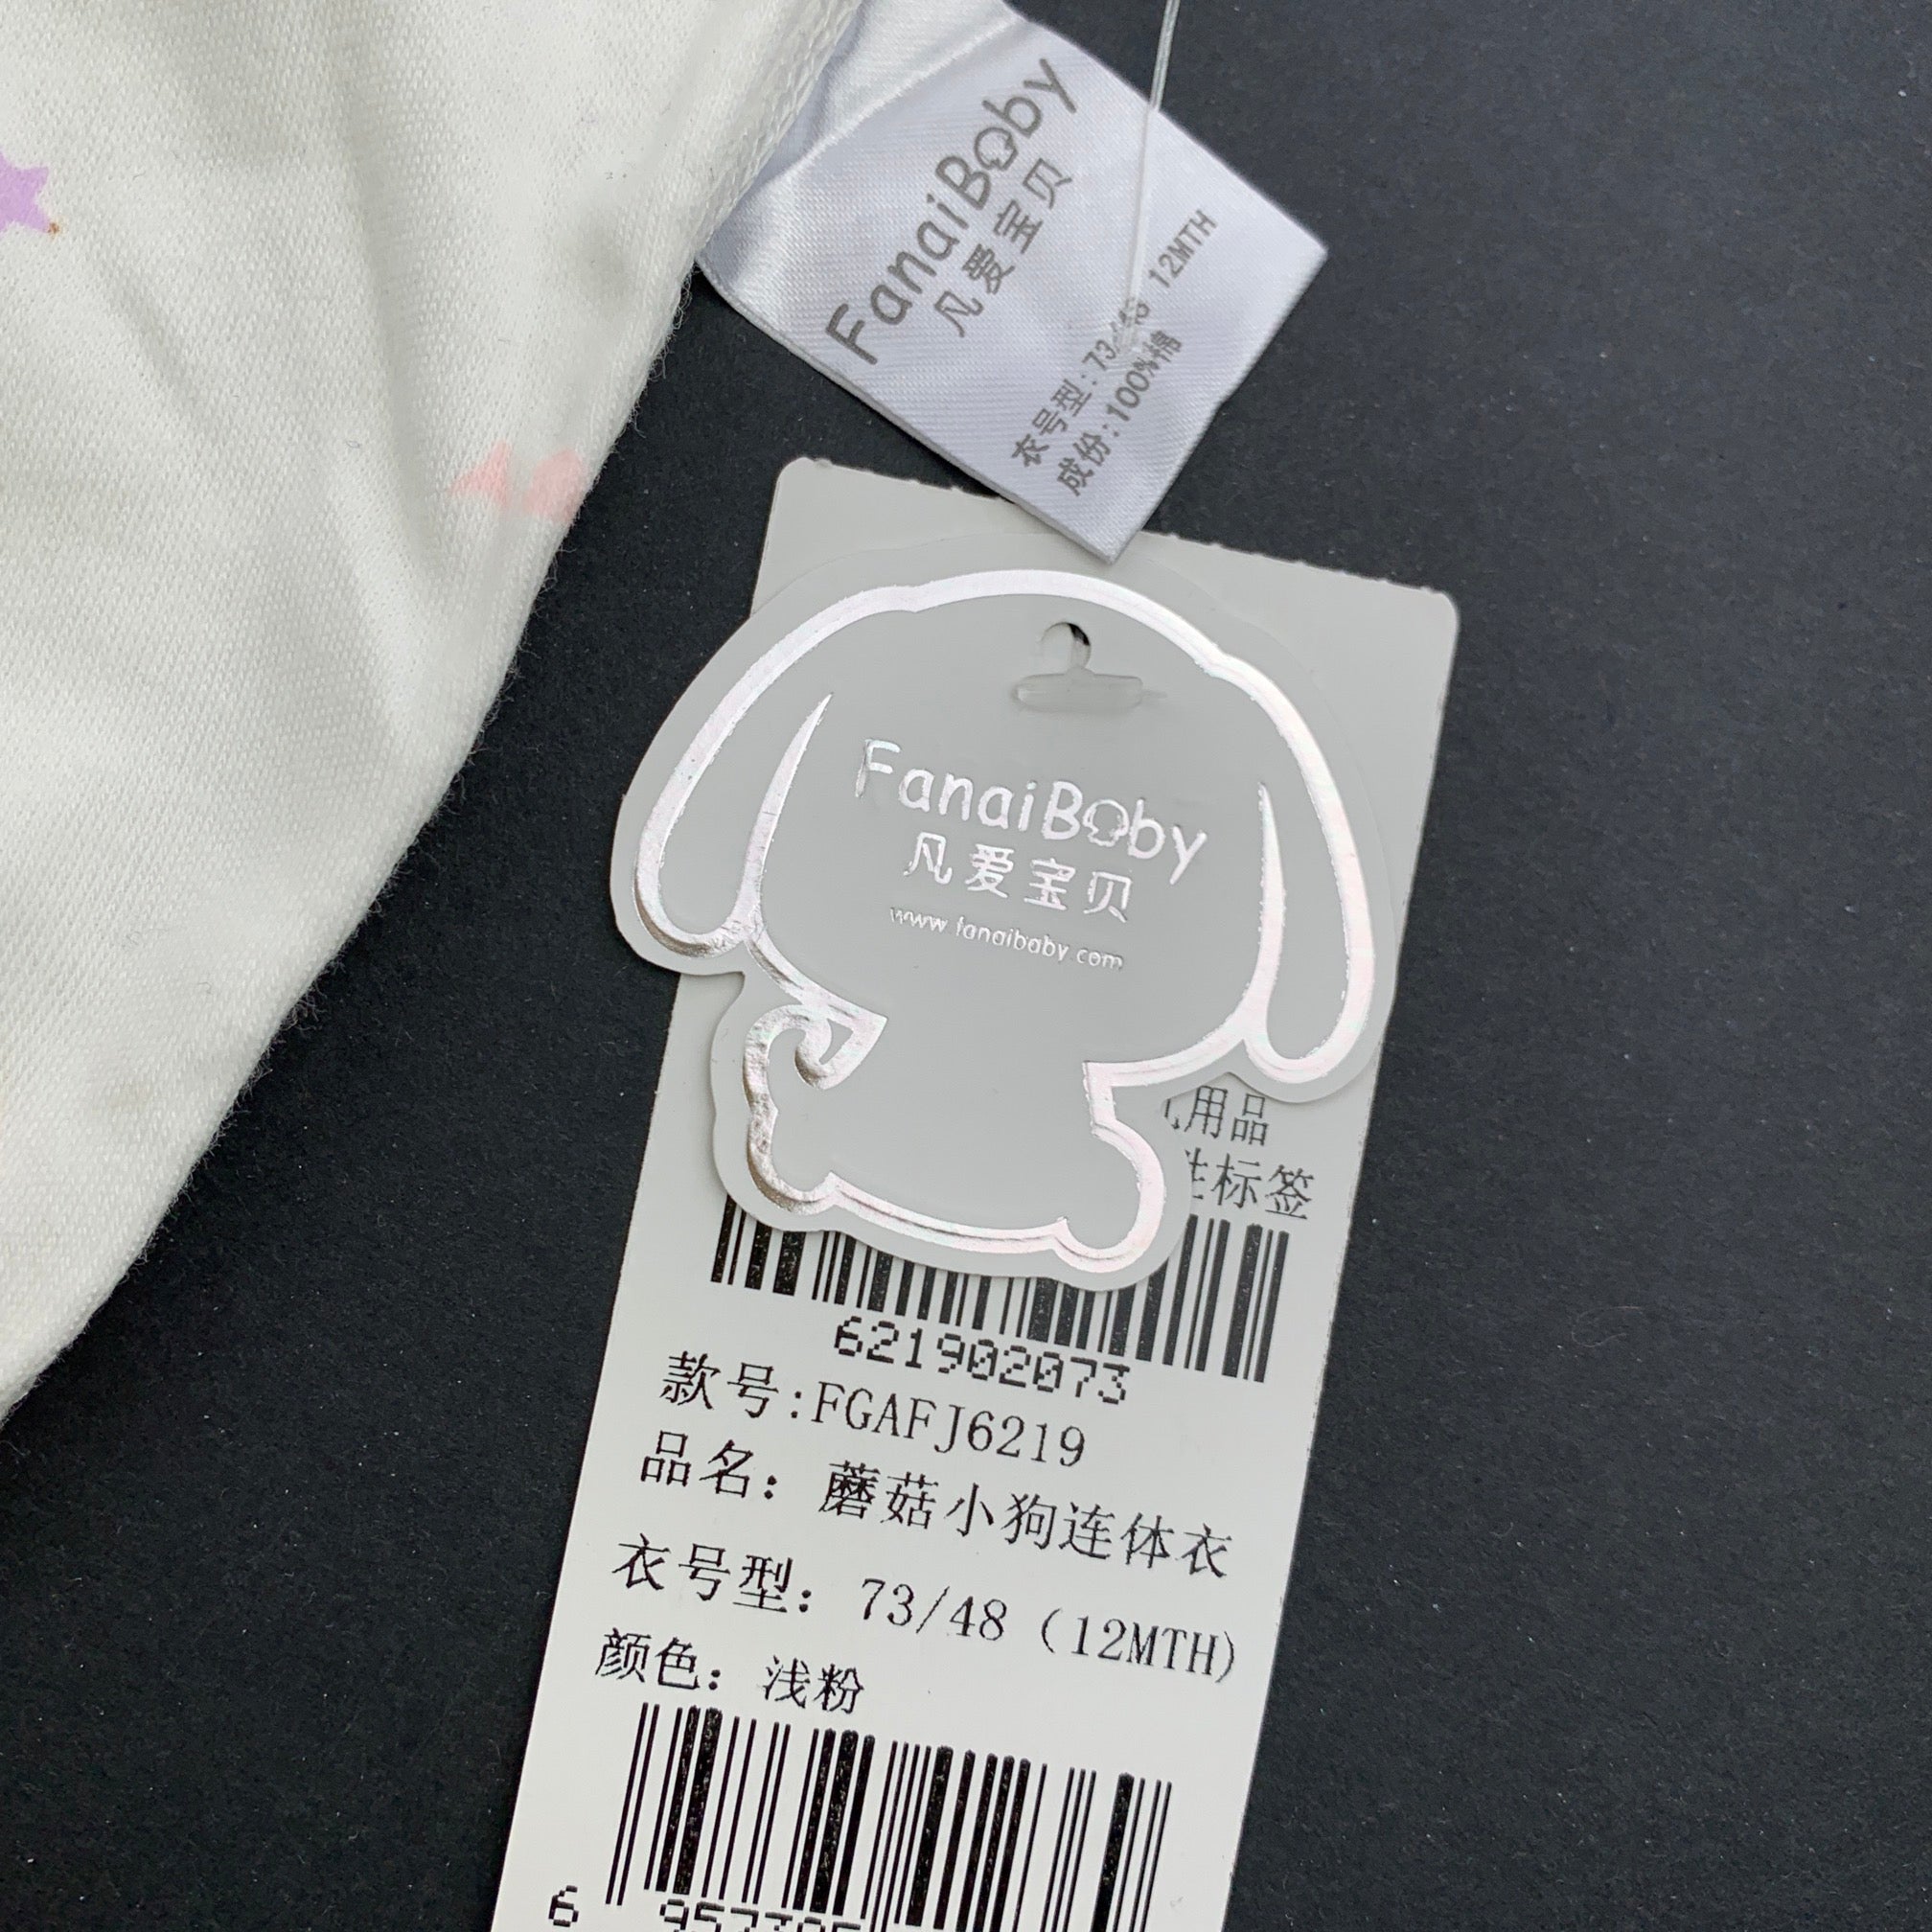 FanaiBaby
凡爱宝贝
衣号型:73/48 12MTH
成份:100%棉
FanaiBaby
凡爱宝贝
www.fanaibaby.com
用品
性标签
621902073
款号:FGAFJ6219
品名: 蘑菇小狗连体衣
衣号型: 73/48 (12MTH)
颜色: 浅粉
6